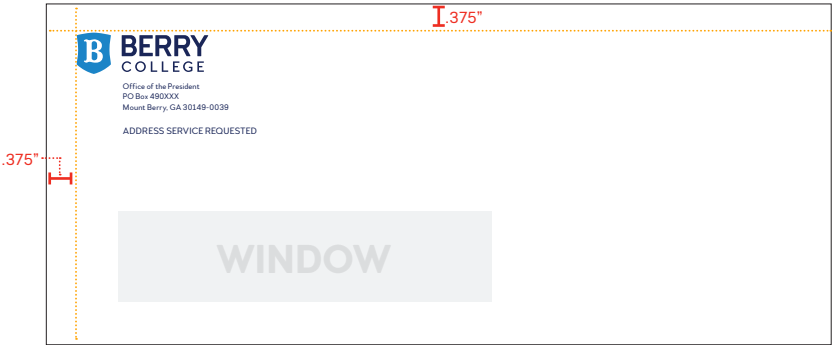 .375"
B BERRY
COLLEGE
Office of the President
PO Box 490XXX
Mount Berry, GA 30149-0039
ADDRESS SERVICE REQUESTED
.375"
WINDOW